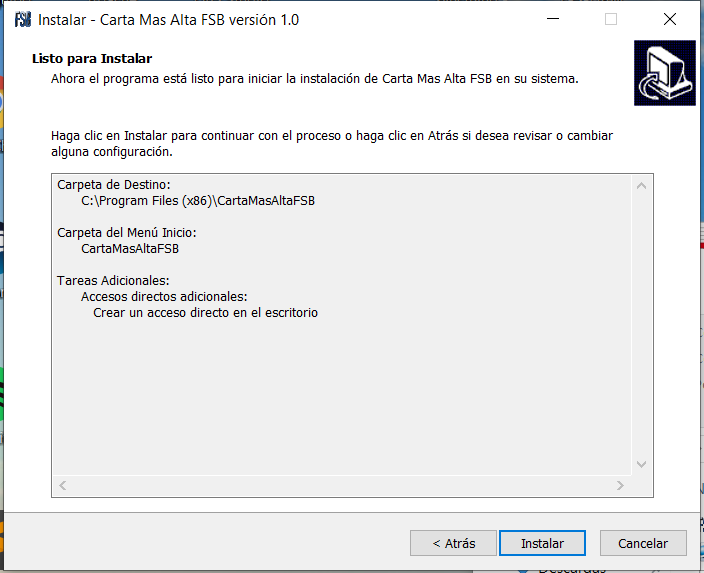 FSB Instalar - Carta Mas Alta FSB versión 1.0
Listo para Instalar
Ahora el programa está listo para iniciar la instalación de Carta Mas Alta FSB en su sistema.
Haga clic en Instalar para continuar con el proceso o haga clic en Atrás si desea revisar o cambiar
alguna configuración.
Carpeta de Destino:
C:\Program Files (x86)\CartaMasAltaFSB
Carpeta del Menú Inicio:
CartaMasAltaFSB
Tareas Adicionales:
Accesos directos adicionales:
Crear un acceso directo en el escritorio
< Atrás Instalar Cancelar
Descargas